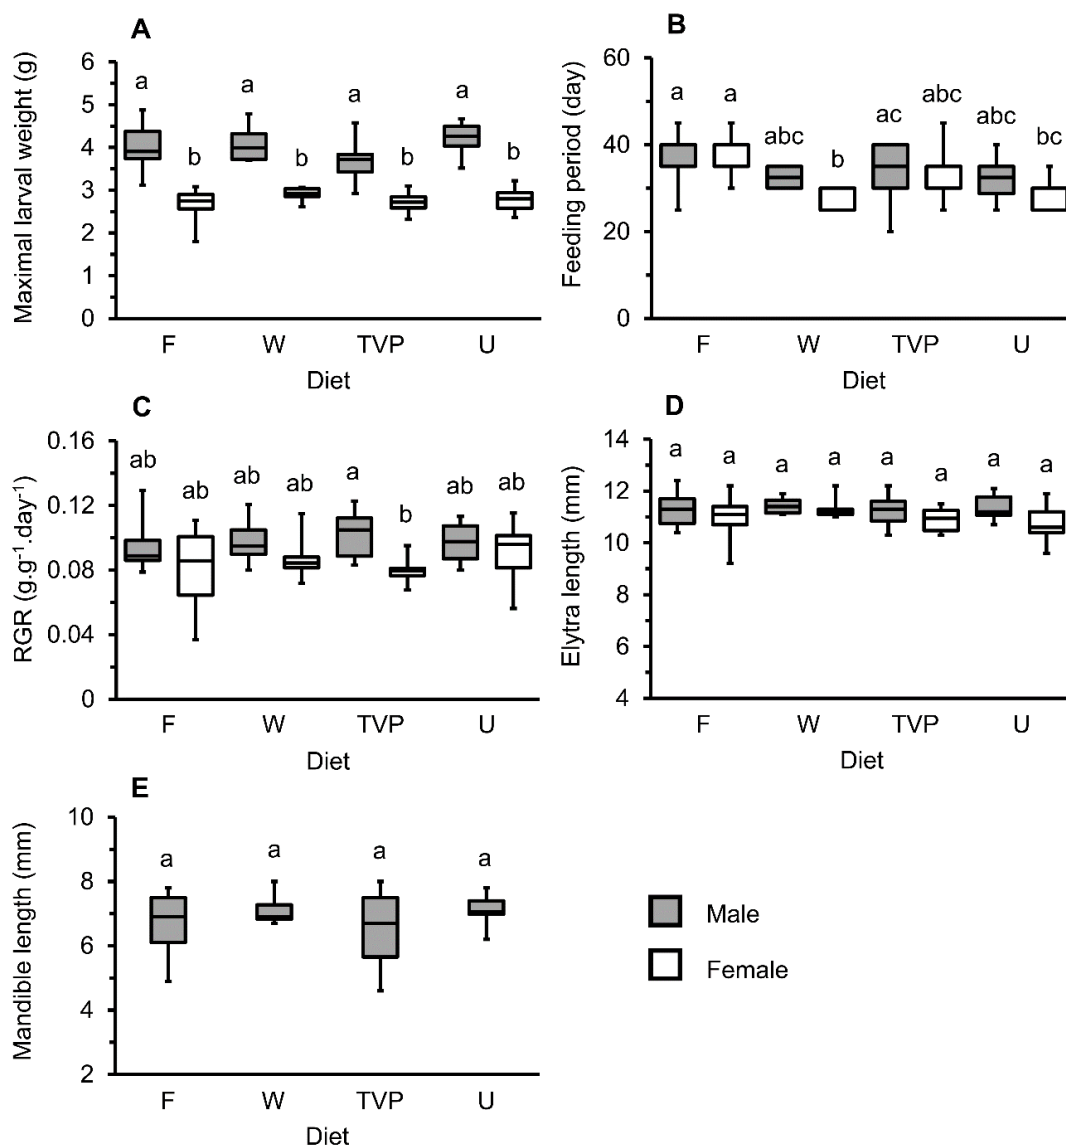 A
Maximal larval weight (g)
6
5
4
3
2
1
0
a
b
a
b
a
b
a
b
F
W
TVP
U
Diet
B
Feeding period (day)
60
40
20
0
a
a
abc
b
ac
abc
abc
bc
F
W
TVP
U
Diet
C
RGR (g.g⁻¹.day⁻¹)
0.16
0.12
0.08
0.04
0
ab
ab
ab
ab
a
b
ab
ab
F
W
TVP
U
Diet
D
Elytra length (mm)
14
12
10
8
6
4
a
a
a
a
a
a
a
a
F
W
TVP
U
Diet
E
Mandible length (mm)
10
8
6
4
2
a
a
a
a
F
W
TVP
U
Diet
Male
Female